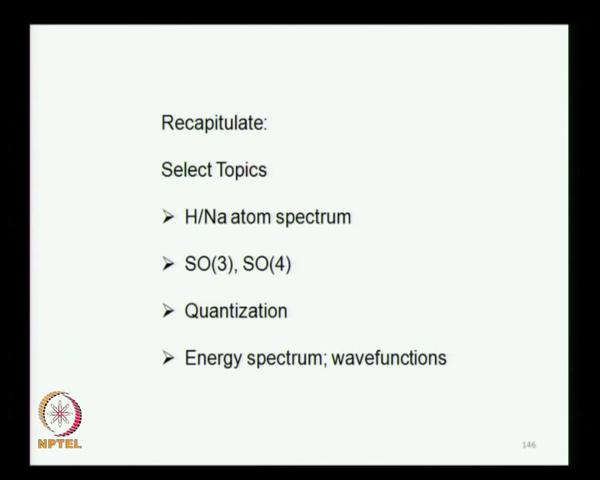 Recapitulate:
Select Topics
➢ H/Na atom spectrum
➢ SO(3), SO(4)
➢ Quantization
➢ Energy spectrum; wavefunctions
NPTEL
146